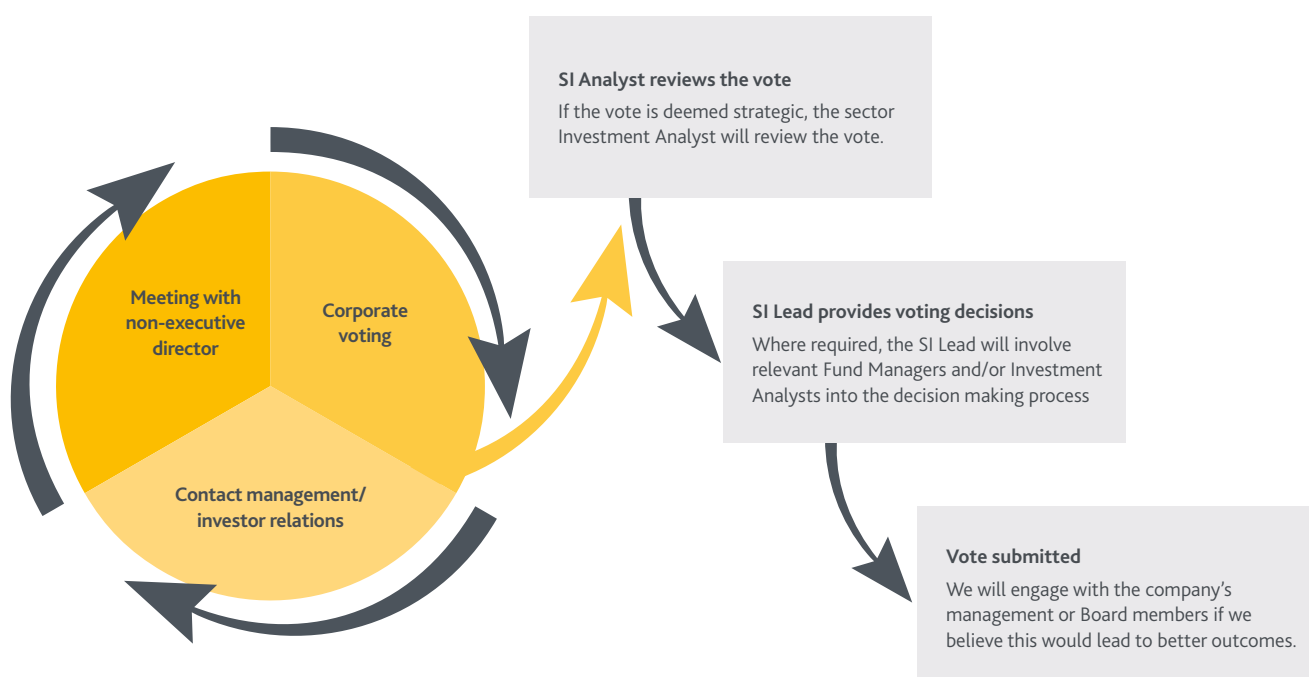 Meeting with
non-executive
director
Corporate
voting
Contact management/
investor relations
SI Analyst reviews the vote
If the vote is deemed strategic, the sector
Investment Analyst will review the vote.
SI Lead provides voting decisions
Where required, the SI Lead will involve
relevant Fund Managers and/or Investment
Analysts into the decision making process
Vote submitted
We will engage with the company’s
management or Board members if we
believe this would lead to better outcomes.